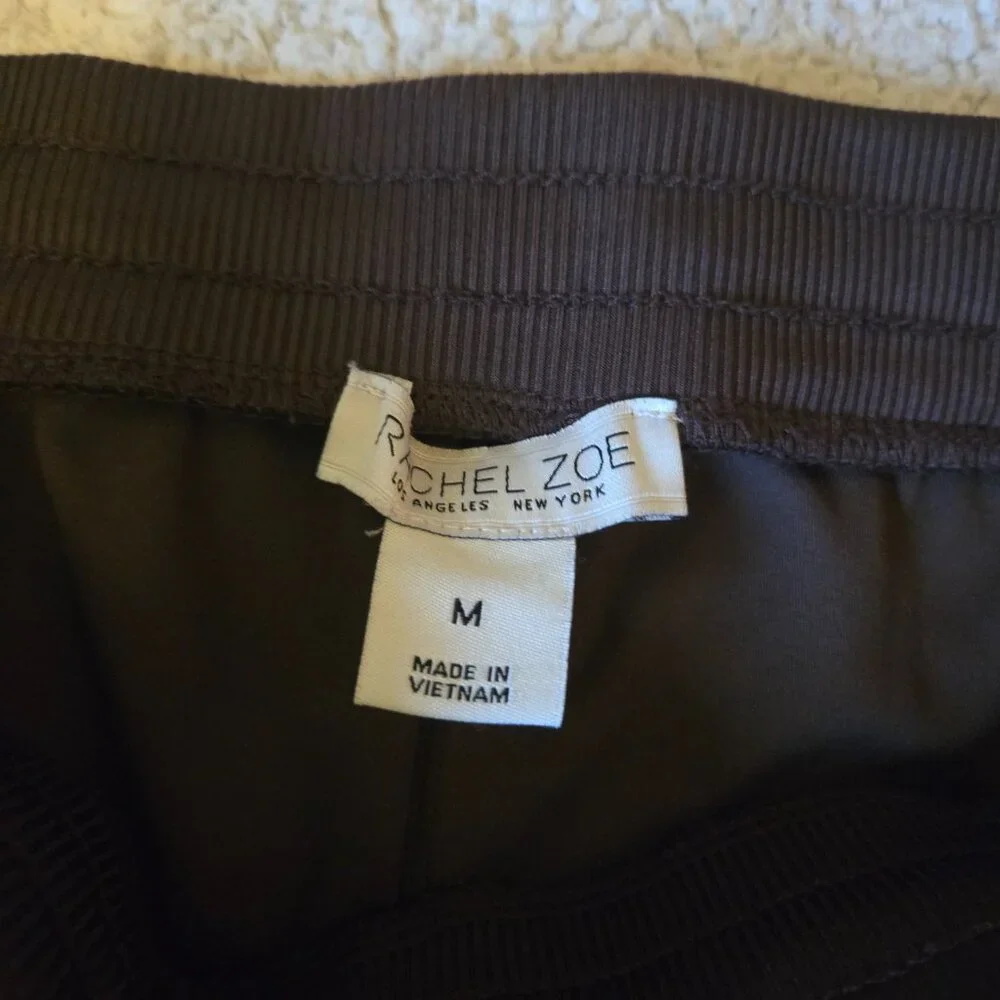 RACHEL ZOE
LOS ANGELES NEW YORK
M
MADE IN
VIETNAM